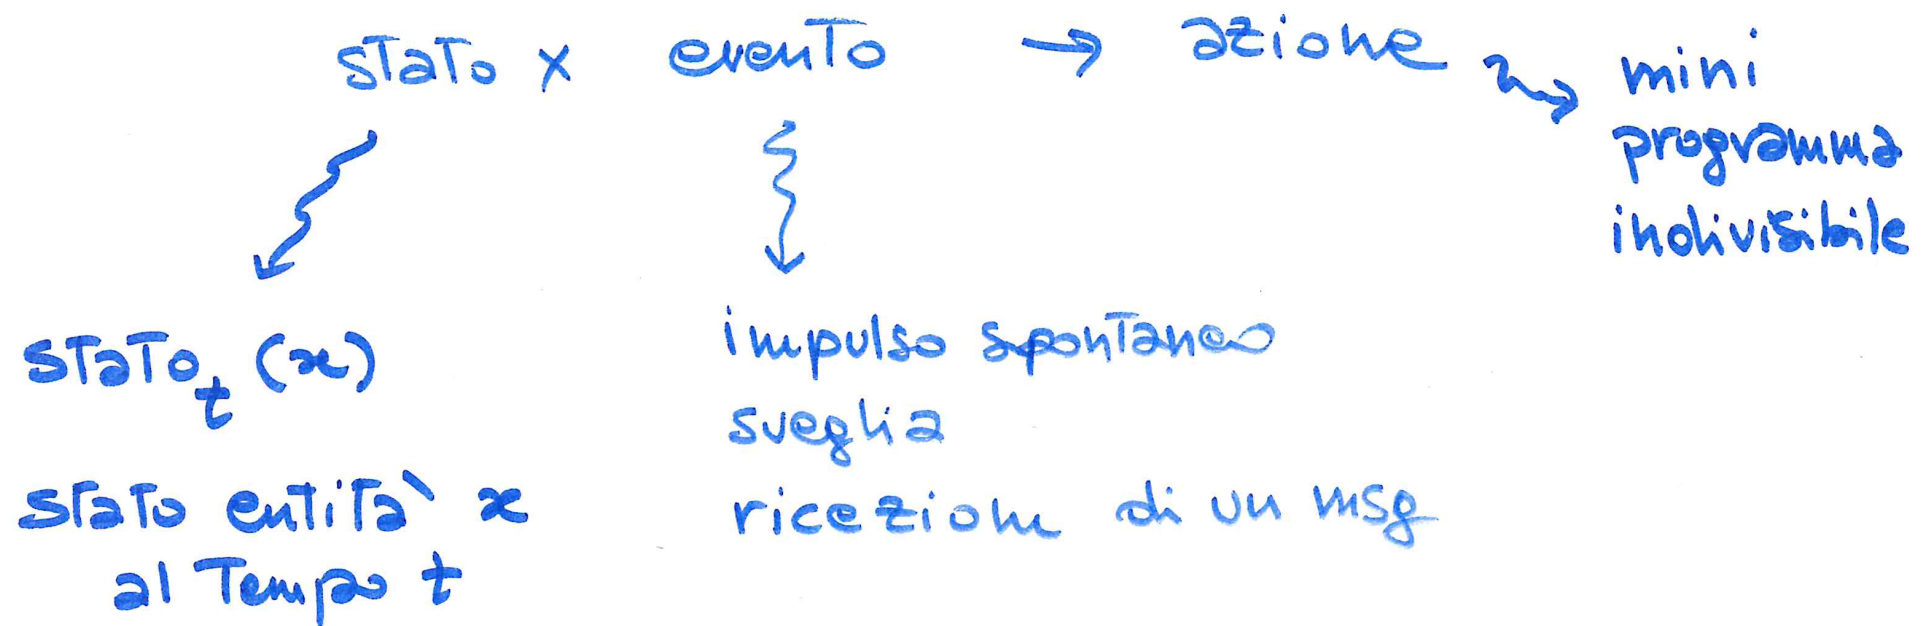 stato × evento → azione
mini
programma
indivisibile
stato_t (x)
stato entità x
al tempo t
impulso spontaneo
sveglia
ricezione di un msg